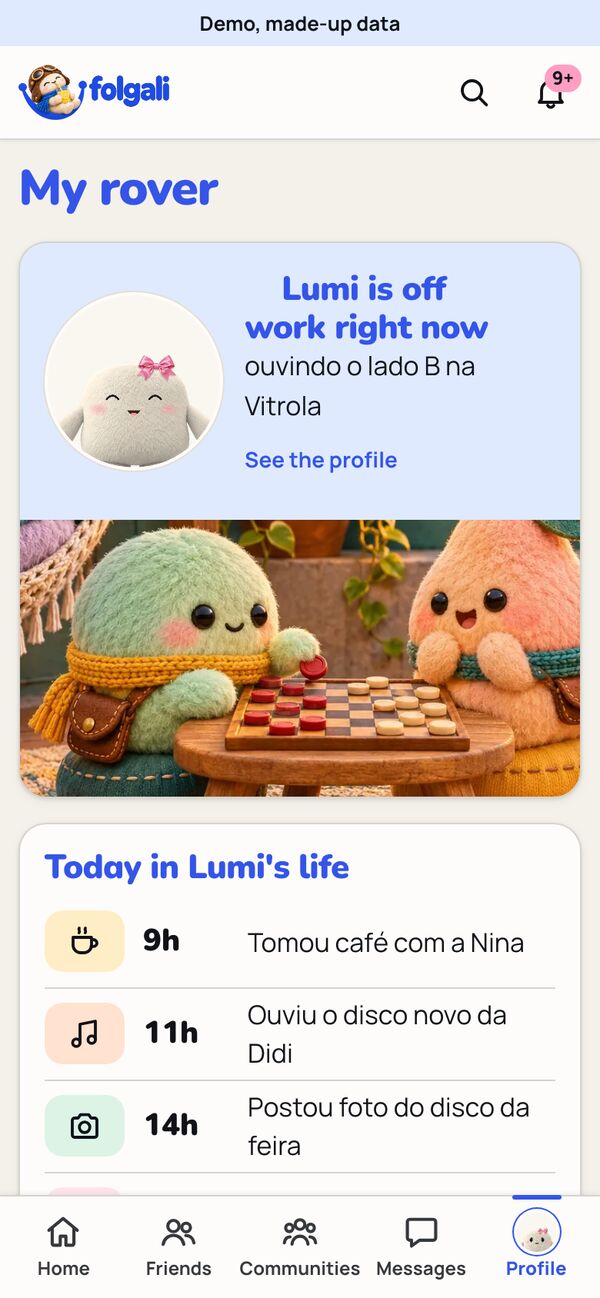 Demo, made-up data
folgali
9+
My rover
Lumi is off
work right now
ouvindo o lado B na
Vitrola
See the profile
Today in Lumi's life
9h Tomou café com a Nina
11h Ouviu o disco novo da
Didi
14h Postou foto do disco da
feira
Home Friends Communities Messages Profile